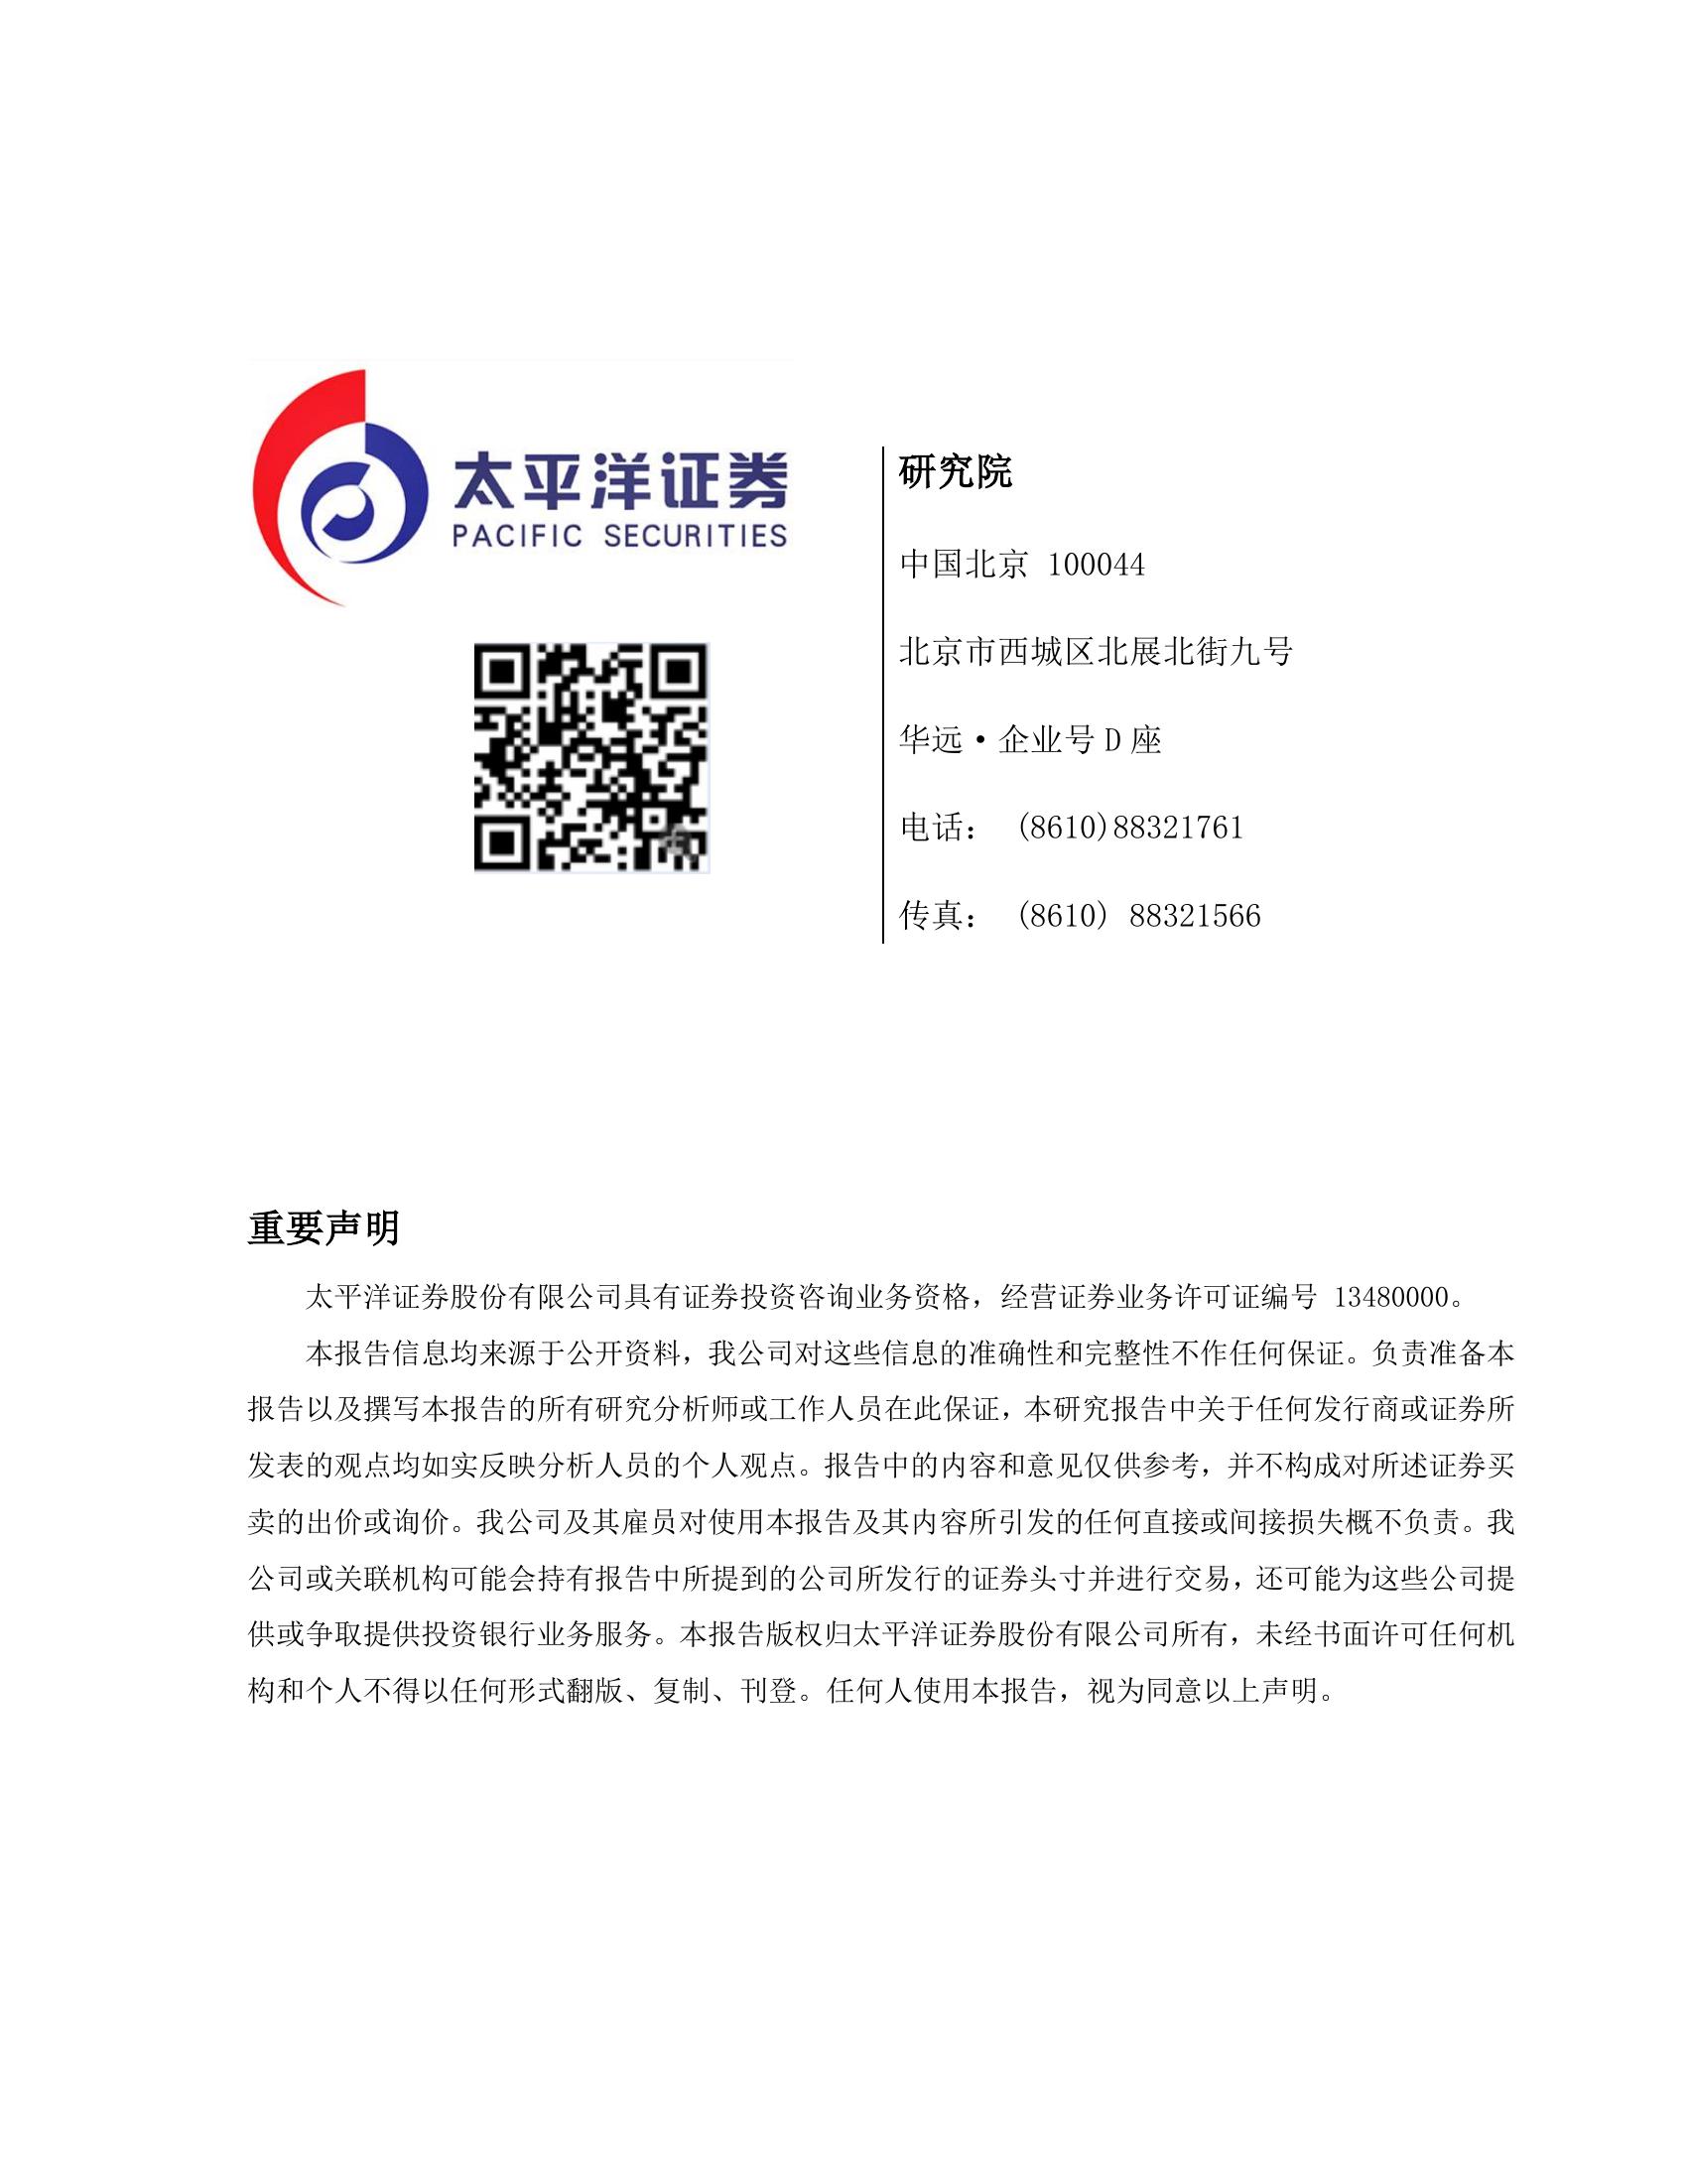 太平洋证券
PACIFIC SECURITIES
研究院
中国北京 100044
北京市西城区北展北街九号
华远·企业号 D 座
电话： (8610)88321761
传真： (8610) 88321566
重要声明
太平洋证券股份有限公司具有证券投资咨询业务资格，经营证券业务许可证编号 13480000。
本报告信息均来源于公开资料，我公司对这些信息的准确性和完整性不作任何保证。负责准备本
报告以及撰写本报告的所有研究分析师或工作人员在此保证，本研究报告中关于任何发行商或证券所
发表的观点均如实反映分析人员的个人观点。报告中的内容和意见仅供参考，并不构成对所述证券买
卖的出价或询价。我公司及其雇员对使用本报告及其内容所引发的任何直接或间接损失概不负责。我
公司或关联机构可能会持有报告中所提到的公司所发行的证券头寸并进行交易，还可能为这些公司提
供或争取提供投资银行业务服务。本报告版权归太平洋证券股份有限公司所有，未经书面许可任何机
构和个人不得以任何形式翻版、复制、刊登。任何人使用本报告，视为同意以上声明。